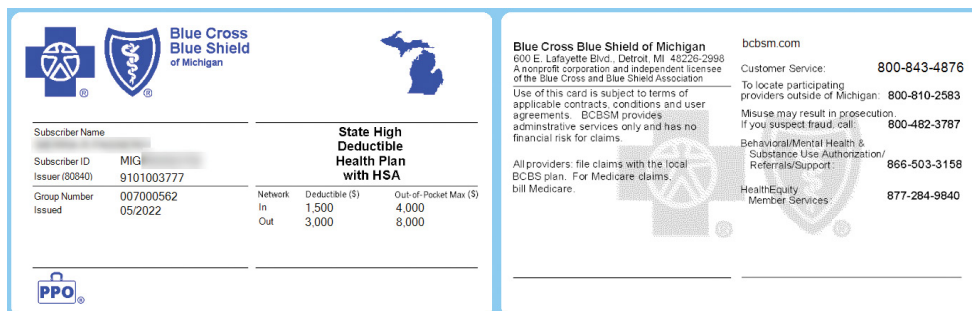 Blue Cross
Blue Shield
of Michigan
®
®
Subscriber Name
Subscriber ID MIG
Issuer (80840) 9101003777
Group Number 007000562
Issued 05/2022
State High
Deductible
Health Plan
with HSA
Network Deductible ($) Out-of-Pocket Max ($)
In 1,500 4,000
Out 3,000 8,000
PPO®
Blue Cross Blue Shield of Michigan
600 E. Lafayette Blvd., Detroit, MI 48226-2998
A nonprofit corporation and independent licensee
of the Blue Cross and Blue Shield Association
Use of this card is subject to terms of
applicable contracts, conditions and user
agreements. BCBSM provides
adminstrative services only and has no
financial risk for claims.
All providers: file claims with the local
BCBS plan. For Medicare claims,
bill Medicare.
bcbsm.com
Customer Service: 800-843-4876
To locate participating
providers outside of Michigan: 800-810-2583
Misuse may result in prosecution.
If you suspect fraud, call: 800-482-3787
Behavioral/Mental Health &
Substance Use Authorization/
Referrals/Support: 866-503-3158
HealthEquity
Member Services: 877-284-9840
®
®